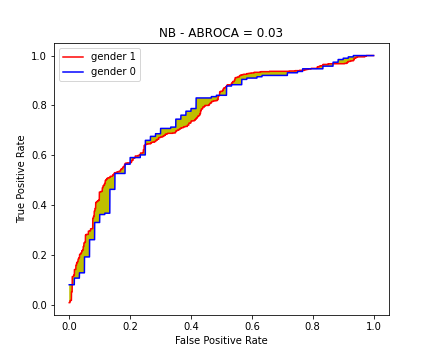 NB - ABROCA = 0.03
gender 1
gender 0
True Positive Rate
1.0
0.8
0.6
0.4
0.2
0.0
0.0 0.2 0.4 0.6 0.8 1.0
False Positive Rate